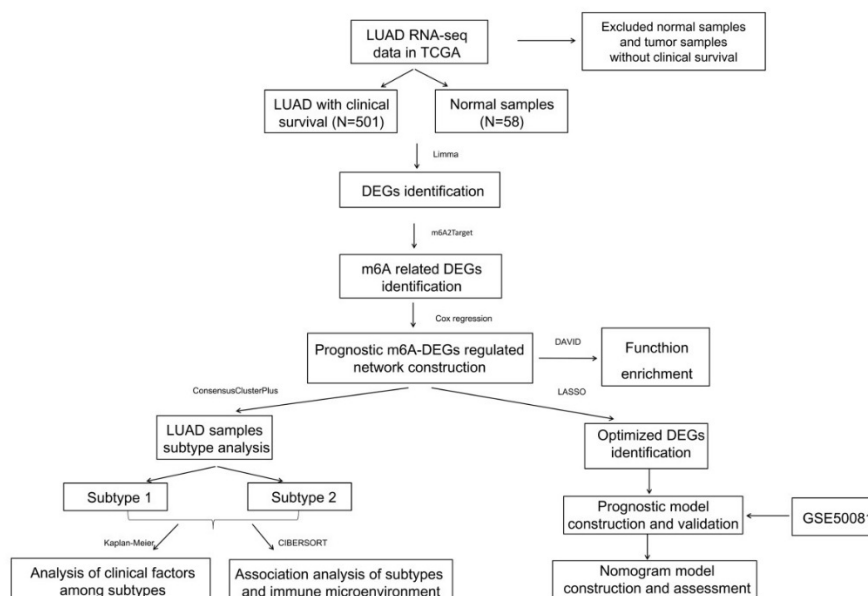 LUAD RNA-seq
data in TCGA
Excluded normal samples
and tumor samples
without clinical survival
LUAD with clinical
survival (N=501)
Normal samples
(N=58)
Limma
DEGs identification
m6A2Target
m6A related DEGs
identification
Cox regression
Prognostic m6A-DEGs regulated
network construction
DAVID
Functhion
enrichment
ConsensusClusterPlus
LASSO
LUAD samples
subtype analysis
Optimized DEGs
identification
Subtype 1
Subtype 2
Prognostic model
construction and validation
GSE50081
Kaplan-Meier
CIBERSORT
Analysis of clinical factors
among subtypes
Association analysis of subtypes
and immune microenvironment
Nomogram model
construction and assessment